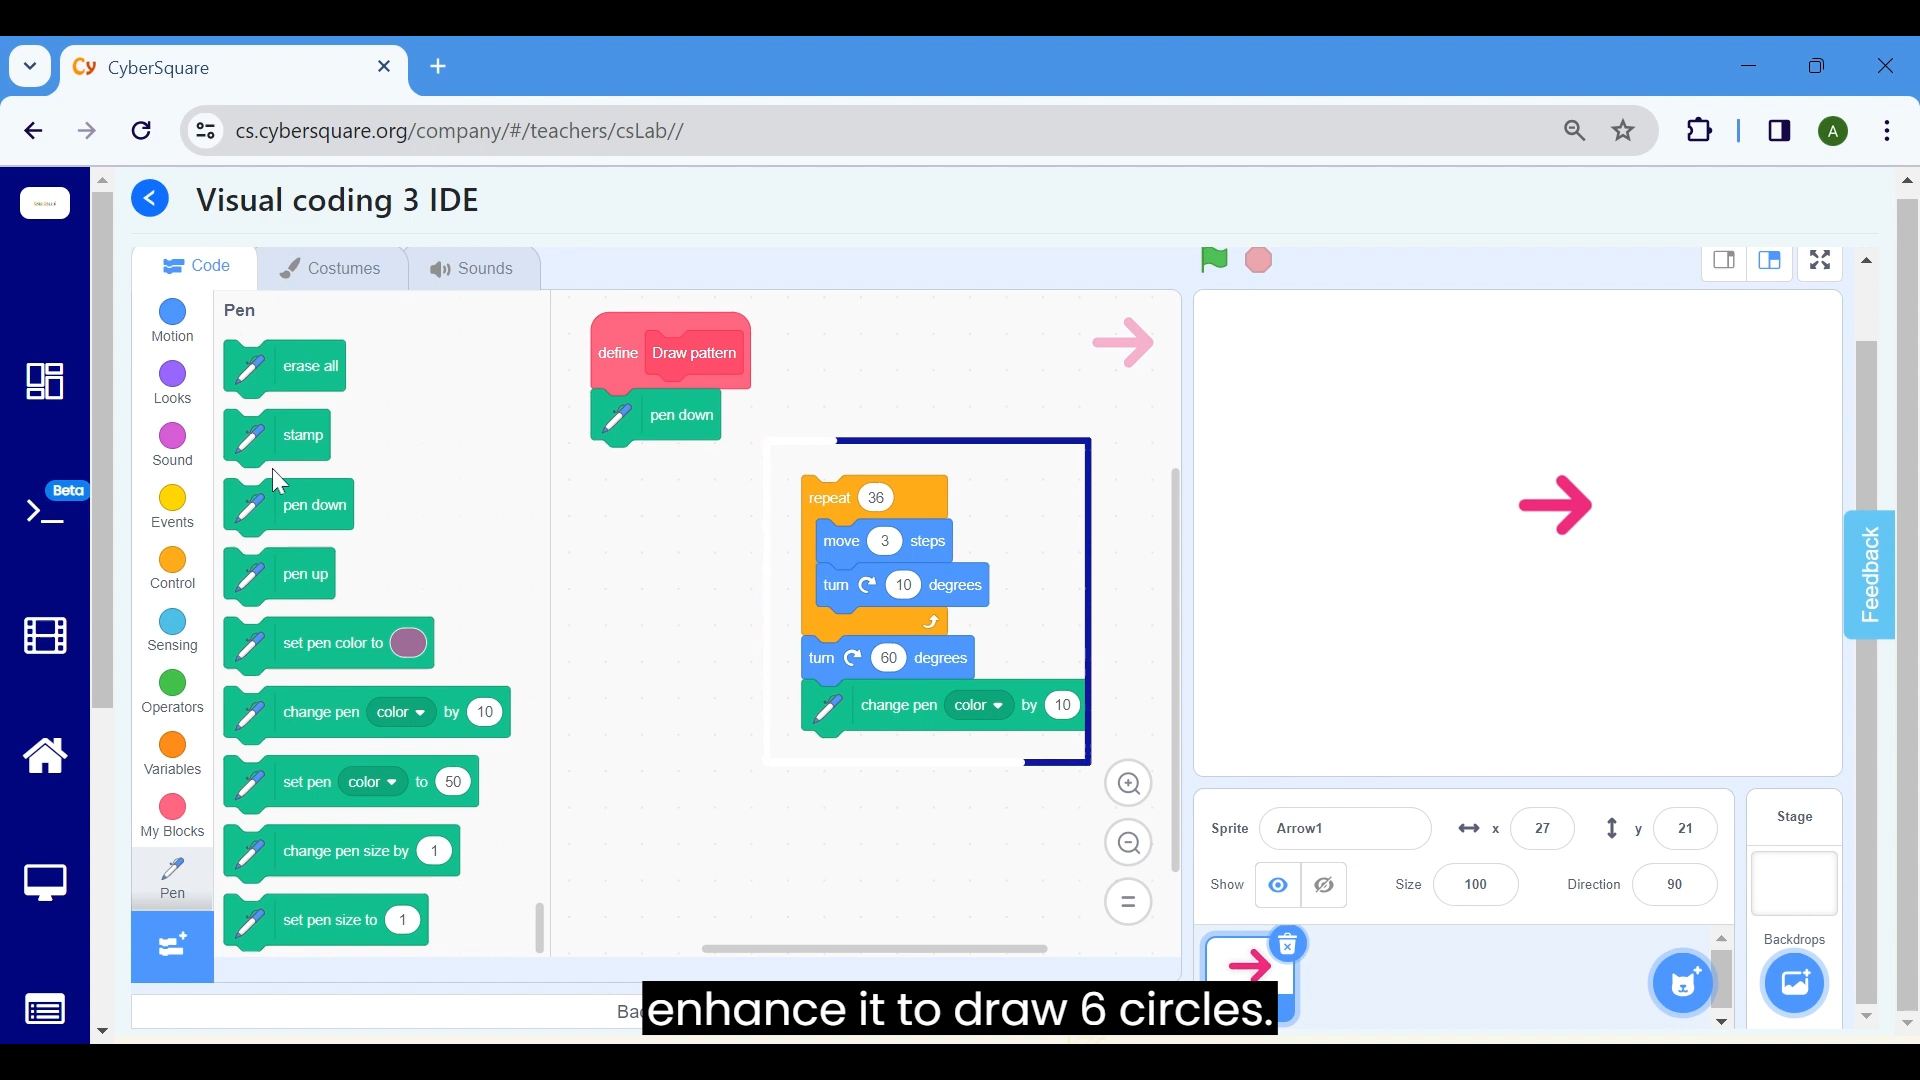 Cy CyberSquare
cs.cybersquare.org/company/#/teachers/csLab//
A
Visual coding 3 IDE
Code
Costumes
Sounds
Motion
Looks
Sound
Events
Control
Sensing
Operators
Variables
My Blocks
Pen
Beta
Pen
erase all
stamp
pen down
pen up
set pen color to
change pen color by 10
set pen color to 50
change pen size by 1
set pen size to 1
define Draw pattern
pen down
repeat 36
move 3 steps
turn 10 degrees
turn 60 degrees
change pen color by 10
Feedback
Sprite Arrow1 x 27 y 21
Show Size 100 Direction 90
Stage
Backdrops
enhance it to draw 6 circles.